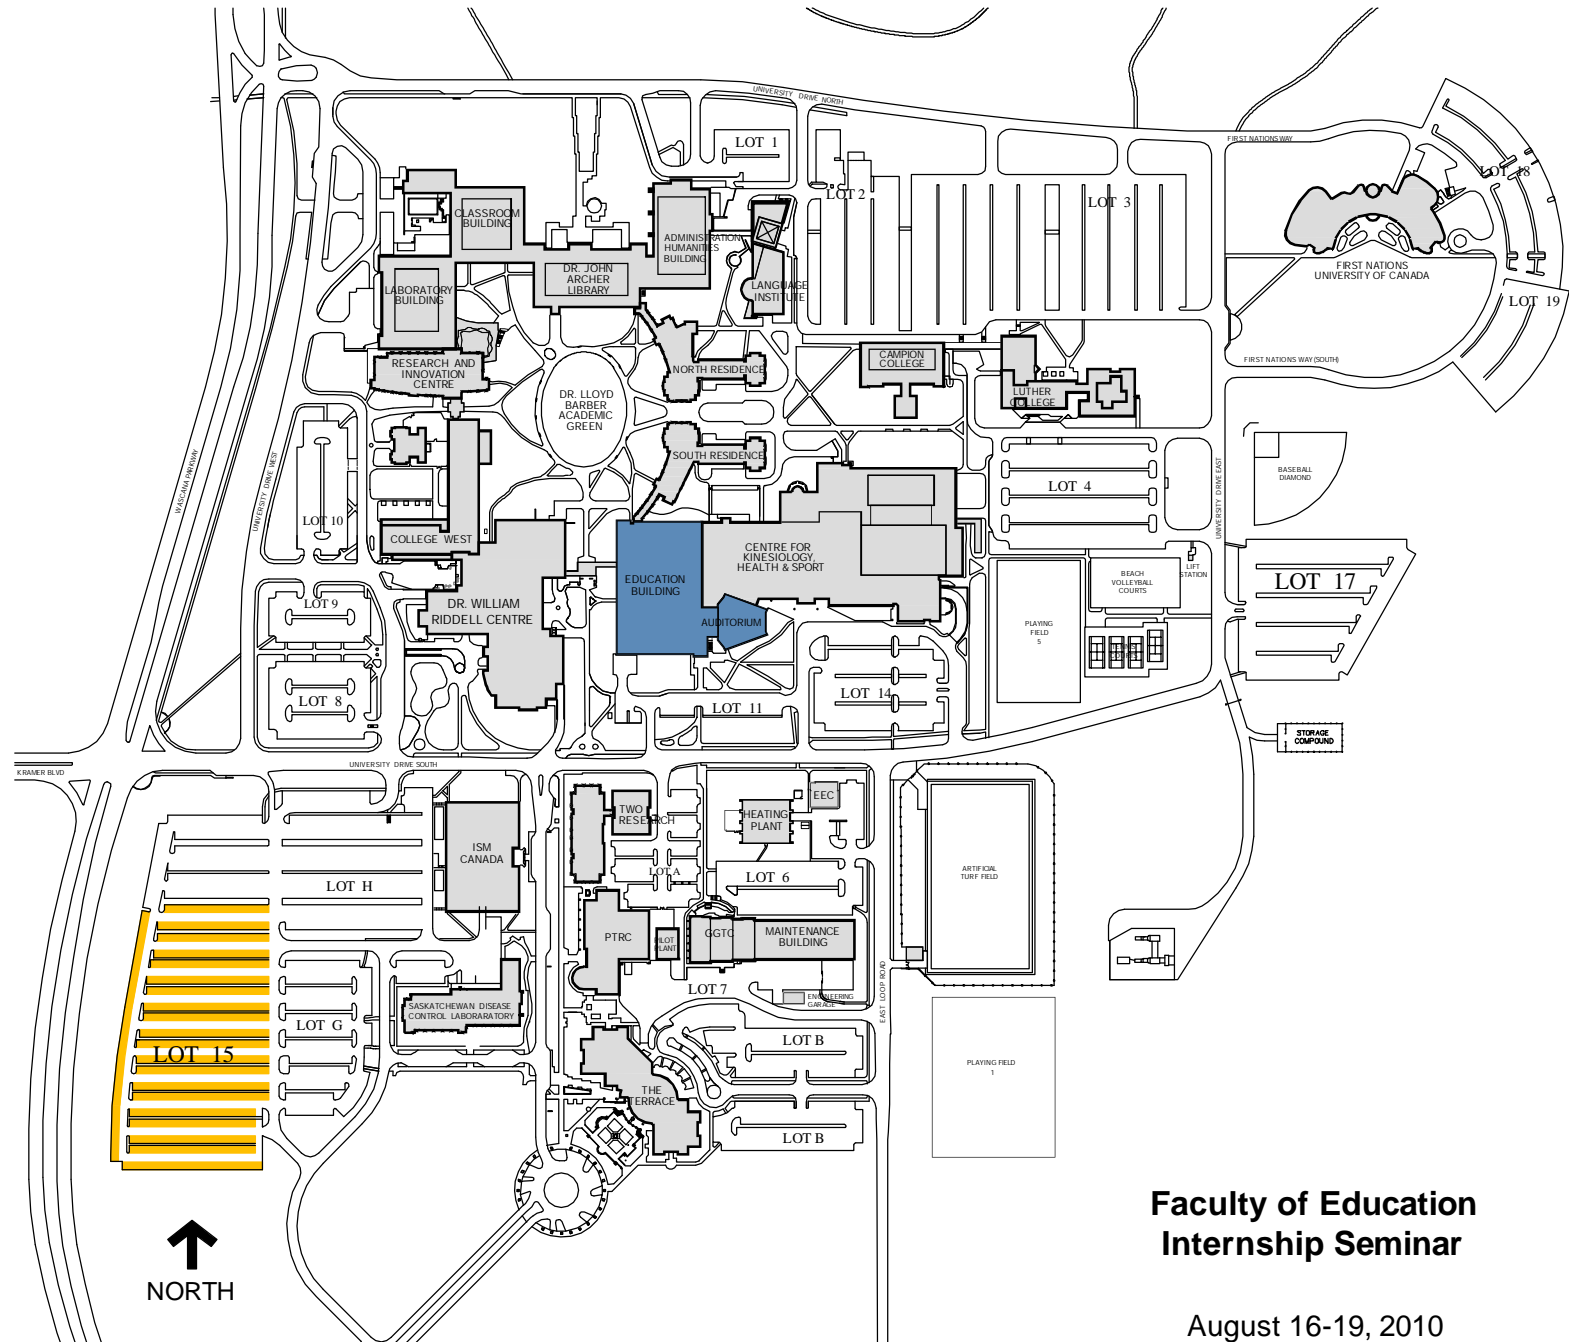 UNIVERSITY DRIVE NORTH
LOT 1
FIRST NATIONS WAY
LOT 18
LOT 2
LOT 3
CLASSROOM
BUILDING
ADMINISTRATION
HUMANITIES
BUILDING
DR. JOHN
ARCHER
LIBRARY
LABORATORY
BUILDING
LANGUAGE
INSTITUTE
FIRST NATIONS
UNIVERSITY OF CANADA
LOT 19
RESEARCH AND
INNOVATION
CENTRE
NORTH RESIDENCE
CAMPION
COLLEGE
FIRST NATIONS WAY (SOUTH)
DR. LLOYD
BARBER
ACADEMIC
GREEN
LUTHER
COLLEGE
SOUTH RESIDENCE
WASCANA PARKWAY
UNIVERSITY DRIVE WEST
UNIVERSITY DRIVE EAST
BASEBALL
DIAMOND
LOT 4
LOT 10
COLLEGE WEST
CENTRE FOR
KINESIOLOGY,
HEALTH & SPORT
EDUCATION
BUILDING
LIFT
STATION
BEACH
VOLLEYBALL
COURTS
LOT 17
LOT 9
DR. WILLIAM
RIDDELL CENTRE
AUDITORIUM
PLAYING
FIELD
5
TENNIS
COURTS
LOT 8
LOT 14
LOT 11
STORAGE
COMPOUND
KRAMER BLVD
UNIVERSITY DRIVE SOUTH
TWO
RESEARCH
HEATING
PLANT
EEC
ISM
CANADA
LOT A
LOT 6
ARTIFICIAL
TURF FIELD
LOT H
PTRC
PILOT
PLANT
GGTC
MAINTENANCE
BUILDING
EAST LOOP ROAD
LOT 7
ENGINEERING
GARAGE
SASKATCHEWAN DISEASE
CONTROL LABORARATORY
LOT G
LOT 15
LOT B
PLAYING FIELD
1
THE
TERRACE
LOT B
NORTH
Faculty of Education
Internship Seminar
August 16-19, 2010